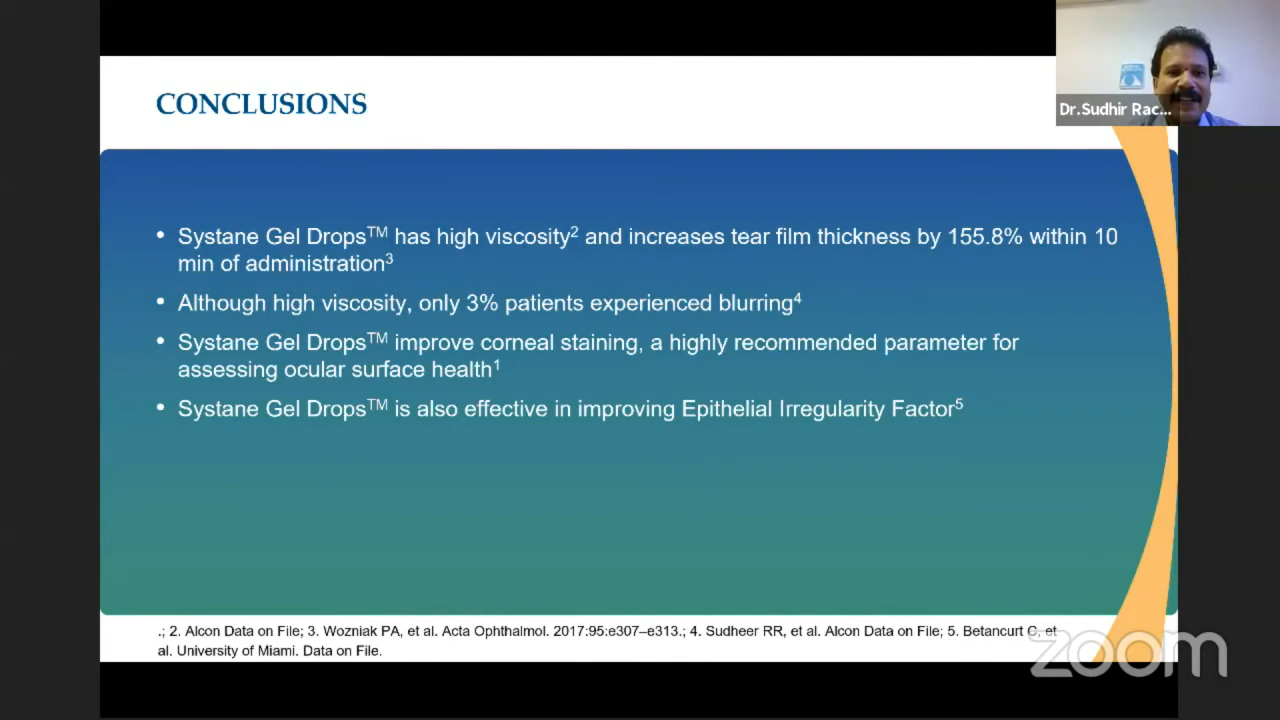 CONCLUSIONS
Dr.Sudhir Rac...
• Systane Gel Drops™ has high viscosity² and increases tear film thickness by 155.8% within 10
min of administration³
• Although high viscosity, only 3% patients experienced blurring⁴
• Systane Gel Drops™ improve corneal staining, a highly recommended parameter for
assessing ocular surface health¹
• Systane Gel Drops™ is also effective in improving Epithelial Irregularity Factor⁵
.; 2. Alcon Data on File; 3. Wozniak PA, et al. Acta Ophthalmol. 2017:95:e307–e313.; 4. Sudheer RR, et al. Alcon Data on File; 5. Betancurt C, et
al. University of Miami. Data on File.
zoom